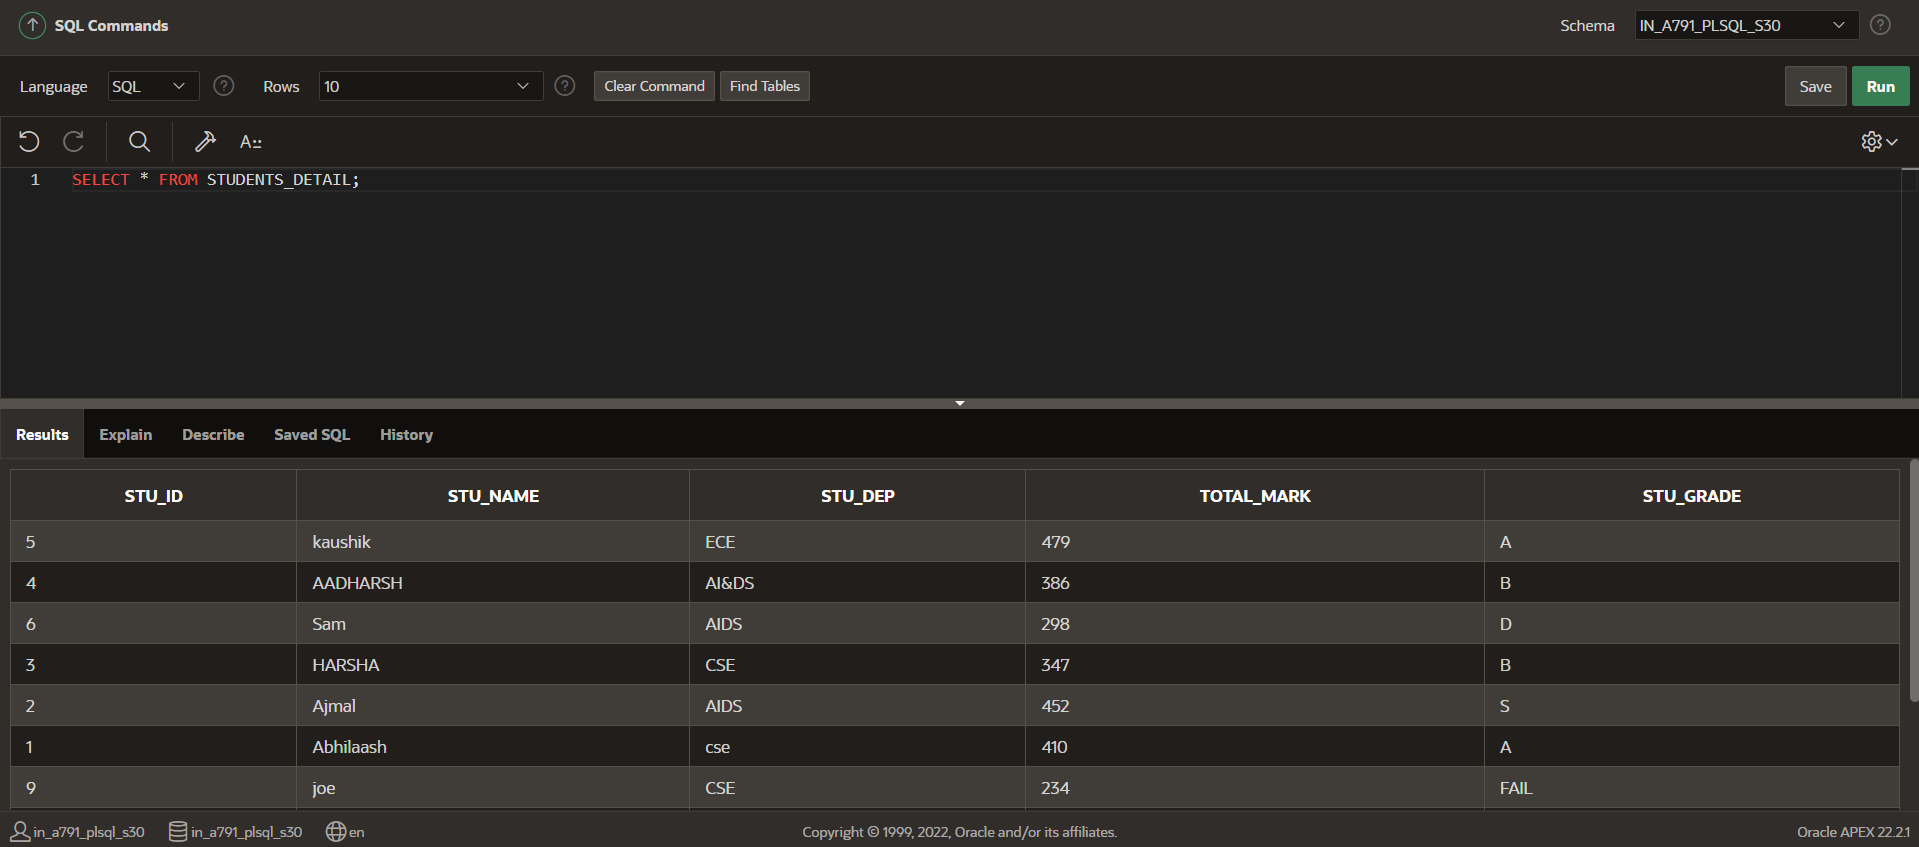 SQL Commands
Schema IN_A791_PLSQL_S30
Language SQL Rows 10 Clear Command Find Tables Save Run
A::
1 SELECT * FROM STUDENTS_DETAIL;
Results Explain Describe Saved SQL History
STU_ID STU_NAME STU_DEP TOTAL_MARK STU_GRADE
5 kaushik ECE 479 A
4 AADHARSH AI&DS 386 B
6 Sam AIDS 298 D
3 HARSHA CSE 347 B
2 Ajmal AIDS 452 S
1 Abhilaash cse 410 A
9 joe CSE 234 FAIL
in_a791_plsql_s30 in_a791_plsql_s30 en Copyright © 1999, 2022, Oracle and/or its affiliates. Oracle APEX 22.2.1